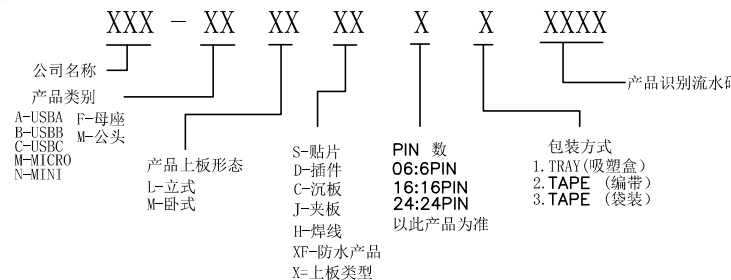 XXX - XX XX XX X X XXXX
公司名称
产品识别流水
产品类别
A-USBA F-母座
B-USBB M-公头
C-USBC
M-MICRO
N-MINI
产品上板形态
L-立式
M-卧式
S-贴片
D-插件
C-沉板
J-夹板
H-焊线
XF-防水产品
X=上板类型
PIN 数
06:6PIN
16:16PIN
24:24PIN
以此产品为准
包装方式
1.TRAY(吸塑盒)
2.TAPE (编带)
3.TAPE (袋装)